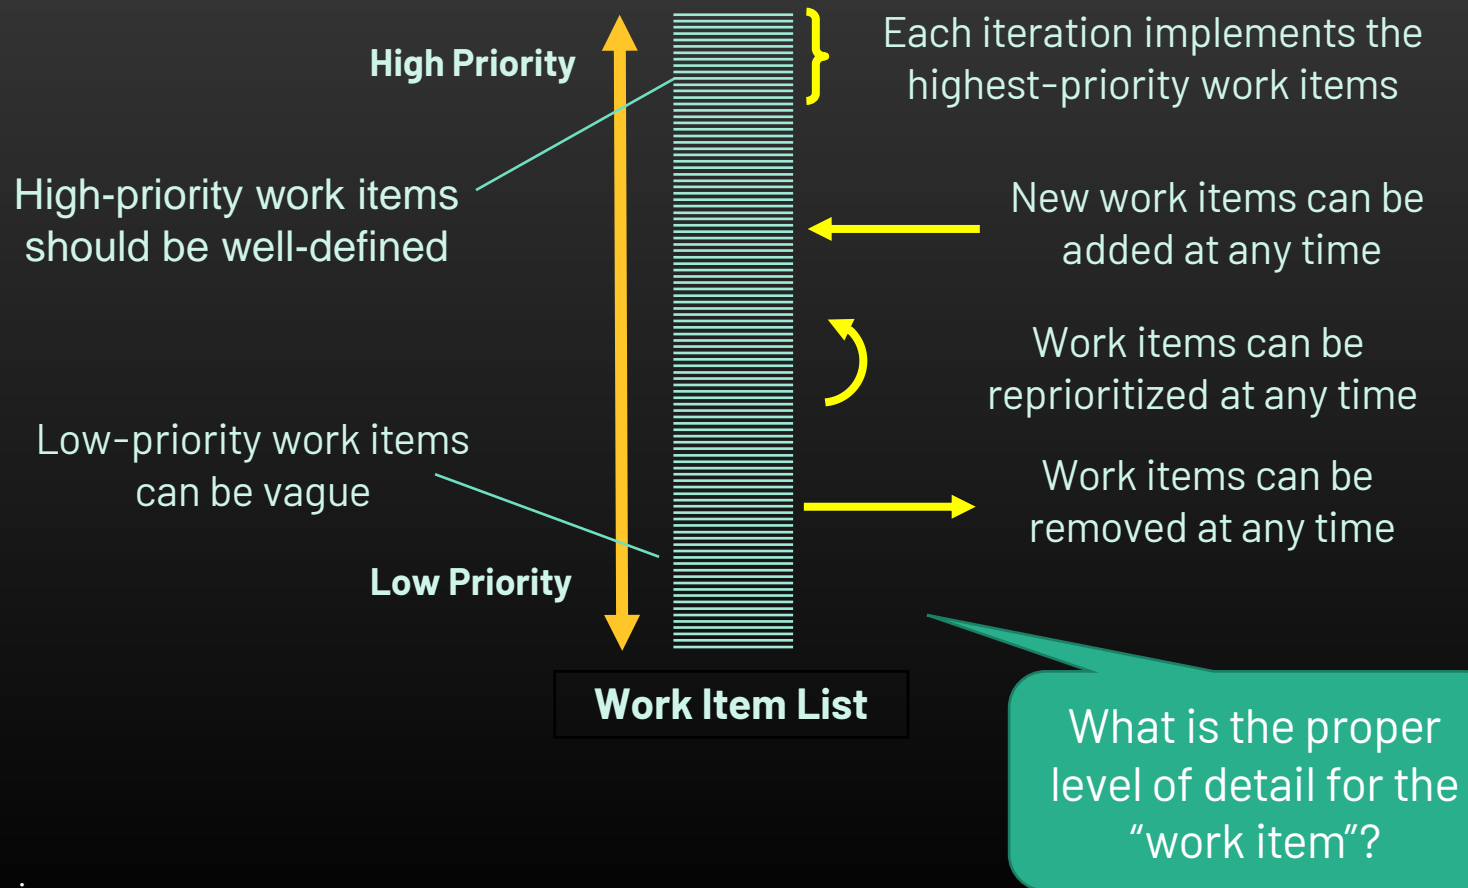 High Priority
Each iteration implements the
highest-priority work items
High-priority work items
should be well-defined
New work items can be
added at any time
Work items can be
reprioritized at any time
Low-priority work items
can be vague
Work items can be
removed at any time
Low Priority
Work Item List
What is the proper
level of detail for the
“work item”?